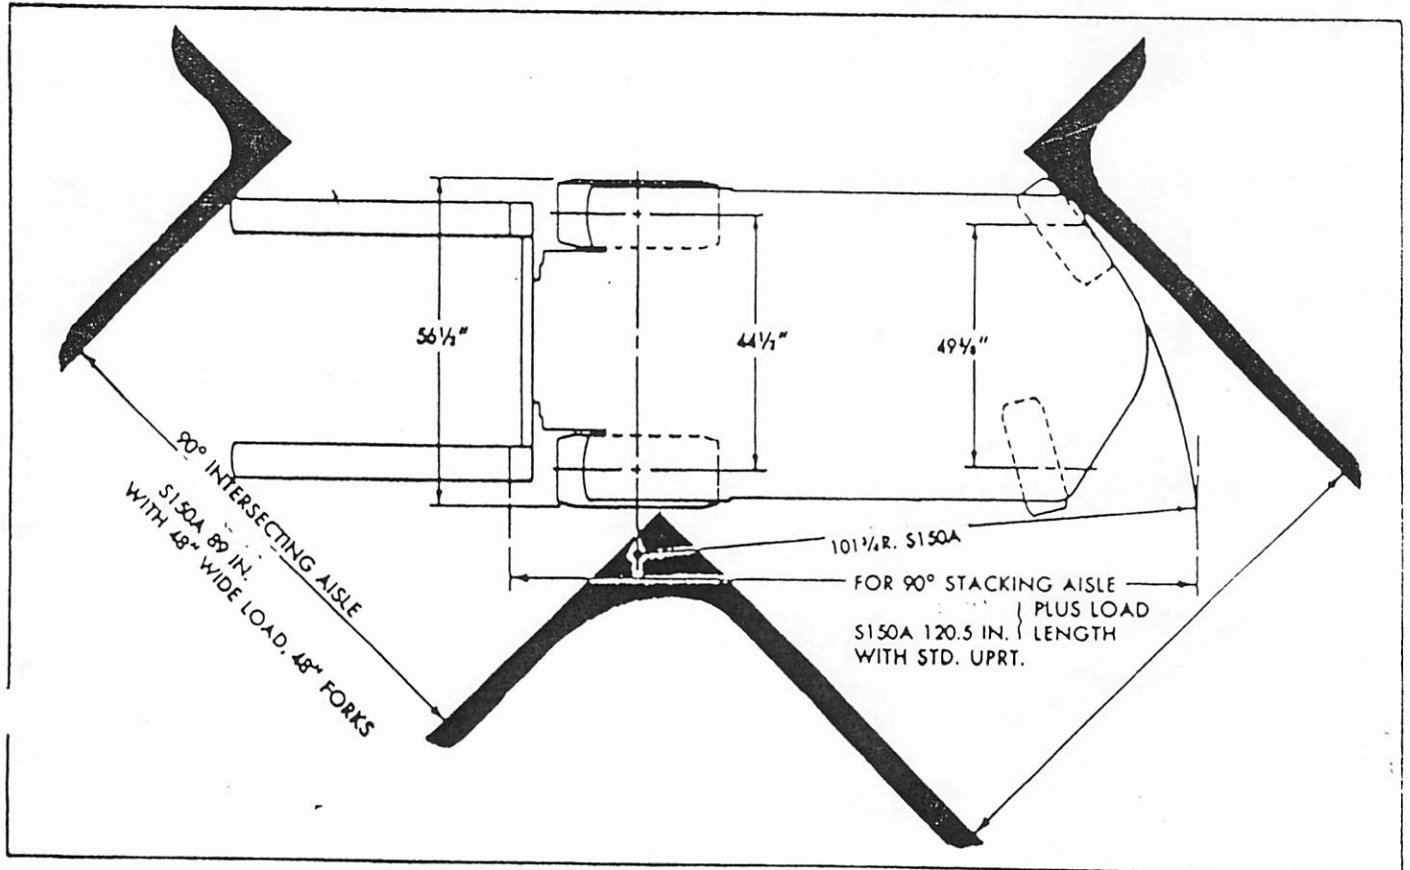 56½"
44½"
49⅛"
90° INTERSECTING AISLE
S150A 89 IN.
WITH 48" WIDE LOAD, 48" FORKS
101¾R. S150A
FOR 90° STACKING AISLE
S150A 120.5 IN. } PLUS LOAD LENGTH
WITH STD. UPRT.